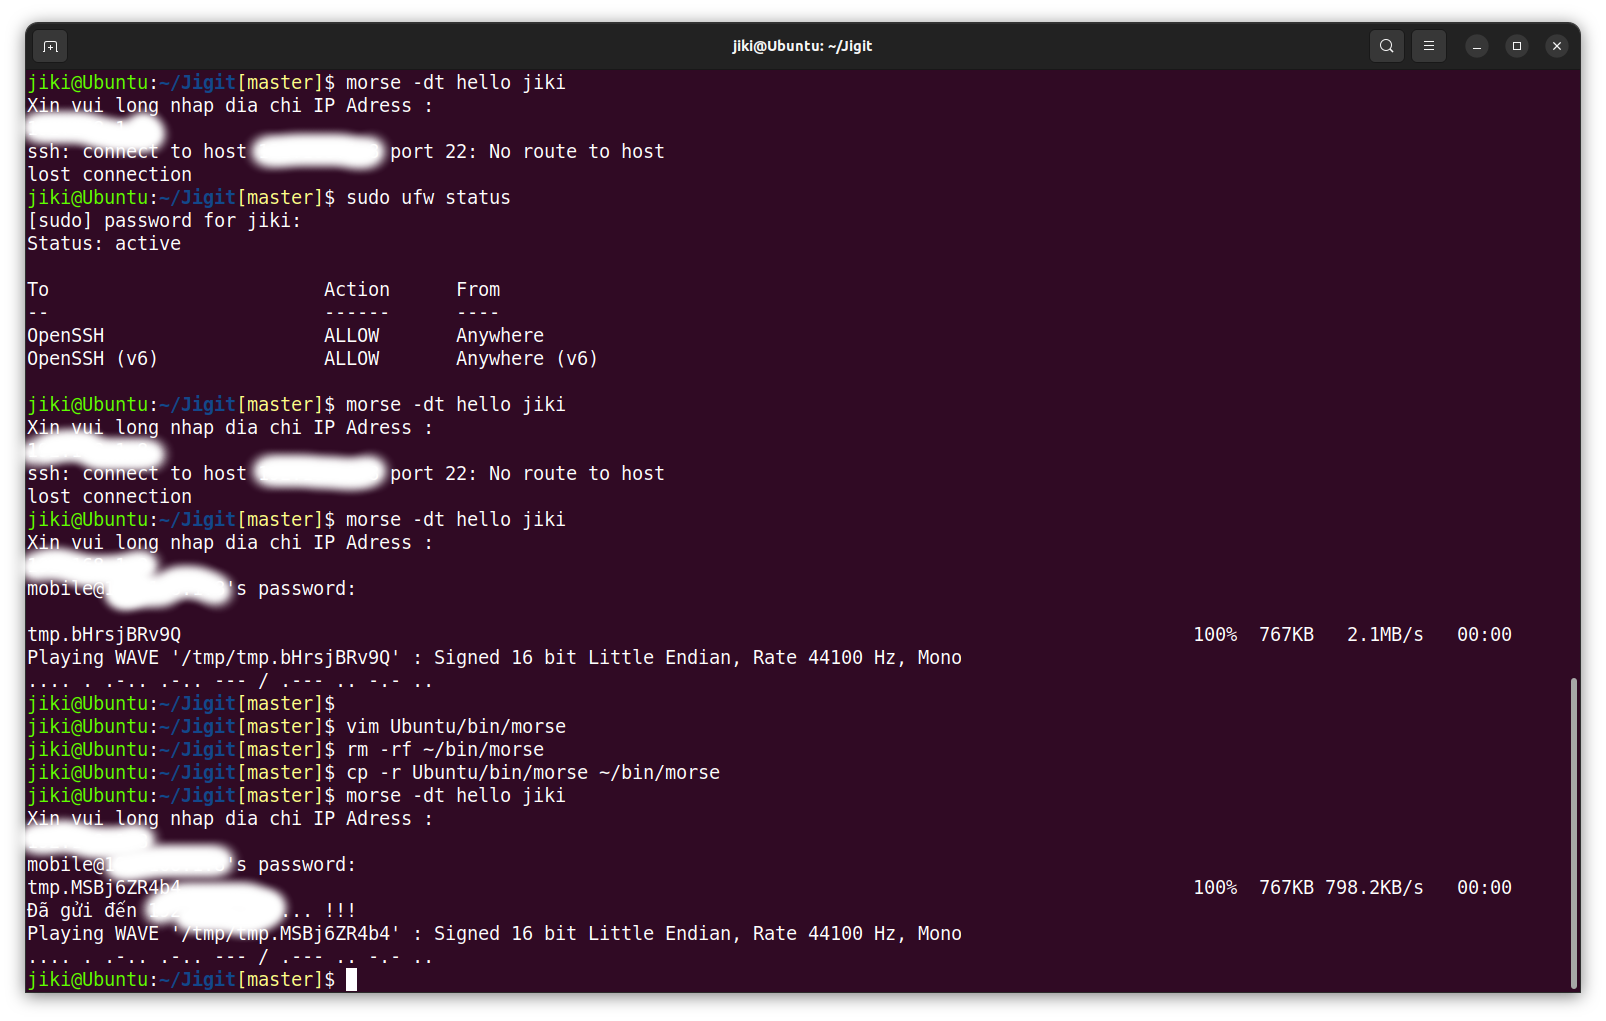 jiki@Ubuntu: ~/Jigit
jiki@Ubuntu:~/Jigit[master]$ morse -dt hello jiki
Xin vui long nhap dia chi IP Adress :
ssh: connect to host port 22: No route to host
lost connection
jiki@Ubuntu:~/Jigit[master]$ sudo ufw status
[sudo] password for jiki:
Status: active
To Action From
-- ------ ----
OpenSSH ALLOW Anywhere
OpenSSH (v6) ALLOW Anywhere (v6)
jiki@Ubuntu:~/Jigit[master]$ morse -dt hello jiki
Xin vui long nhap dia chi IP Adress :
ssh: connect to host port 22: No route to host
lost connection
jiki@Ubuntu:~/Jigit[master]$ morse -dt hello jiki
Xin vui long nhap dia chi IP Adress :
mobile@ 's password:
tmp.bHrsjBRv9Q 100% 767KB 2.1MB/s 00:00
Playing WAVE '/tmp/tmp.bHrsjBRv9Q' : Signed 16 bit Little Endian, Rate 44100 Hz, Mono
.... . .-.. .-.. --- / .--- .. -.- ..
jiki@Ubuntu:~/Jigit[master]$
jiki@Ubuntu:~/Jigit[master]$ vim Ubuntu/bin/morse
jiki@Ubuntu:~/Jigit[master]$ rm -rf ~/bin/morse
jiki@Ubuntu:~/Jigit[master]$ cp -r Ubuntu/bin/morse ~/bin/morse
jiki@Ubuntu:~/Jigit[master]$ morse -dt hello jiki
Xin vui long nhap dia chi IP Adress :
mobile@ 's password:
tmp.MSBj6ZR4b4 100% 767KB 798.2KB/s 00:00
Đã gửi đến ... !!!
Playing WAVE '/tmp/tmp.MSBj6ZR4b4' : Signed 16 bit Little Endian, Rate 44100 Hz, Mono
.... . .-.. .-.. --- / .--- .. -.- ..
jiki@Ubuntu:~/Jigit[master]$